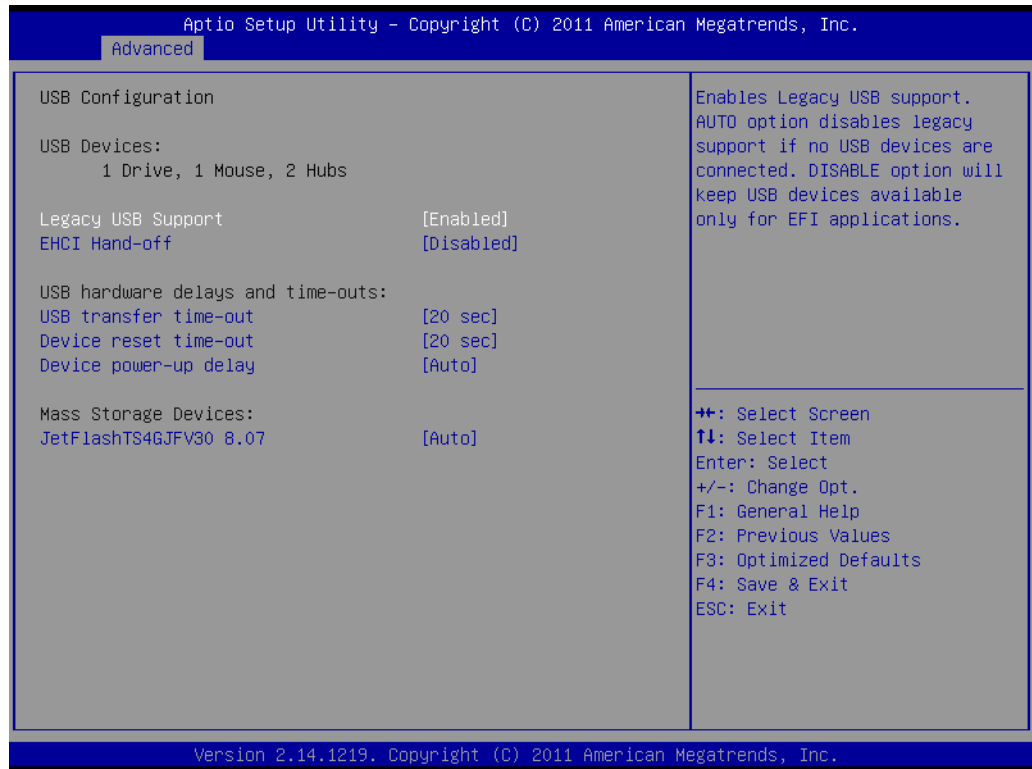 Aptio Setup Utility – Copyright (C) 2011 American Megatrends, Inc.
Advanced
USB Configuration
USB Devices:
1 Drive, 1 Mouse, 2 Hubs
Legacy USB Support [Enabled]
EHCI Hand-off [Disabled]
USB hardware delays and time-outs:
USB transfer time-out [20 sec]
Device reset time-out [20 sec]
Device power-up delay [Auto]
Mass Storage Devices:
JetFlashTS4GJFV30 8.07 [Auto]
Enables Legacy USB support.
AUTO option disables legacy
support if no USB devices are
connected. DISABLE option will
keep USB devices available
only for EFI applications.
→←: Select Screen
↑↓: Select Item
Enter: Select
+/-: Change Opt.
F1: General Help
F2: Previous Values
F3: Optimized Defaults
F4: Save & Exit
ESC: Exit
Version 2.14.1219. Copyright (C) 2011 American Megatrends, Inc.